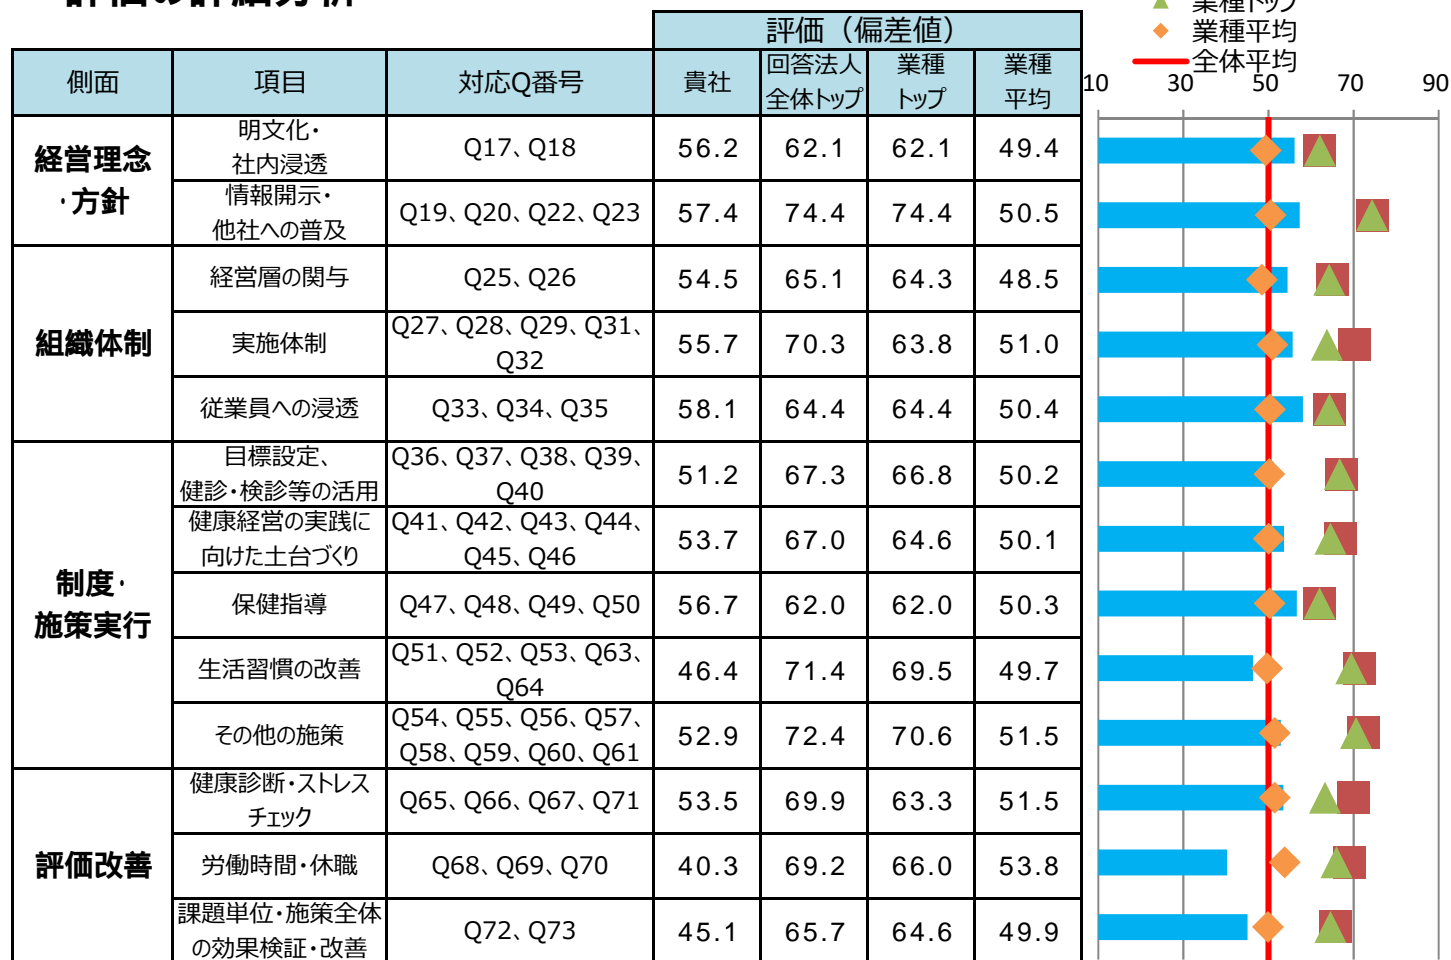 評価の詳細分析
業種トップ
業種平均
全体平均
評価（偏差値）
側面 項目 対応Q番号 貴社 回答法人 全体トップ 業種 トップ 業種 平均
10 30 50 70 90
経営理念
・方針
明文化・
社内浸透
Q17、Q18 56.2 62.1 62.1 49.4
情報開示・
他社への普及
Q19、Q20、Q22、Q23 57.4 74.4 74.4 50.5
組織体制
経営層の関与 Q25、Q26 54.5 65.1 64.3 48.5
実施体制
Q27、Q28、Q29、Q31、
Q32
55.7 70.3 63.8 51.0
従業員への浸透 Q33、Q34、Q35 58.1 64.4 64.4 50.4
制度・
施策実行
目標設定、
健診・検診等の活用
Q36、Q37、Q38、Q39、
Q40
51.2 67.3 66.8 50.2
健康経営の実践に
向けた土台づくり
Q41、Q42、Q43、Q44、
Q45、Q46
53.7 67.0 64.6 50.1
保健指導 Q47、Q48、Q49、Q50 56.7 62.0 62.0 50.3
生活習慣の改善
Q51、Q52、Q53、Q63、
Q64
46.4 71.4 69.5 49.7
その他の施策
Q54、Q55、Q56、Q57、
Q58、Q59、Q60、Q61
52.9 72.4 70.6 51.5
評価改善
健康診断・ストレス
チェック
Q65、Q66、Q67、Q71 53.5 69.9 63.3 51.5
労働時間・休職 Q68、Q69、Q70 40.3 69.2 66.0 53.8
課題単位・施策全体
の効果検証・改善
Q72、Q73 45.1 65.7 64.6 49.9